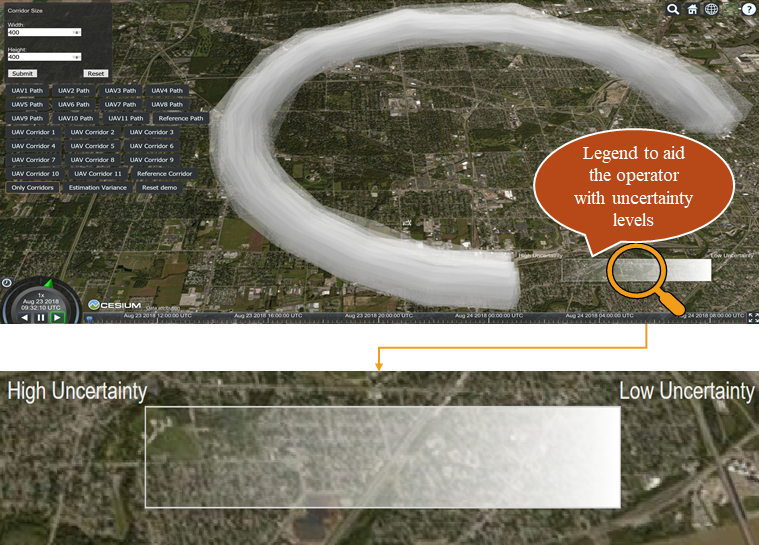 Corridor Size
Width:
400
Height:
400
Submit Reset
UAV1 Path UAV2 Path UAV3 Path UAV4 Path
UAV5 Path UAV6 Path UAV7 Path UAV8 Path
UAV9 Path UAV10 Path UAV11 Path Reference Path
UAV Corridor 1 UAV Corridor 2 UAV Corridor 3
UAV Corridor 4 UAV Corridor 5 UAV Corridor 6
UAV Corridor 7 UAV Corridor 8 UAV Corridor 9
UAV Corridor 10 UAV Corridor 11 Reference Corridor
Only Corridors Estimation Variance Reset demo
?
Legend to aid
the operator
with uncertainty
levels
High Uncertainty Low Uncertainty
1x
Aug 23 2018
09:32:10 UTC
CESIUM Data attribution
Aug 23 2018 12:00:00 UTC Aug 23 2018 16:00:00 UTC Aug 23 2018 20:00:00 UTC Aug 24 2018 00:00:00 UTC Aug 24 2018 04:00:00 UTC Aug 24 2018 08:00:00 UTC
High Uncertainty Low Uncertainty